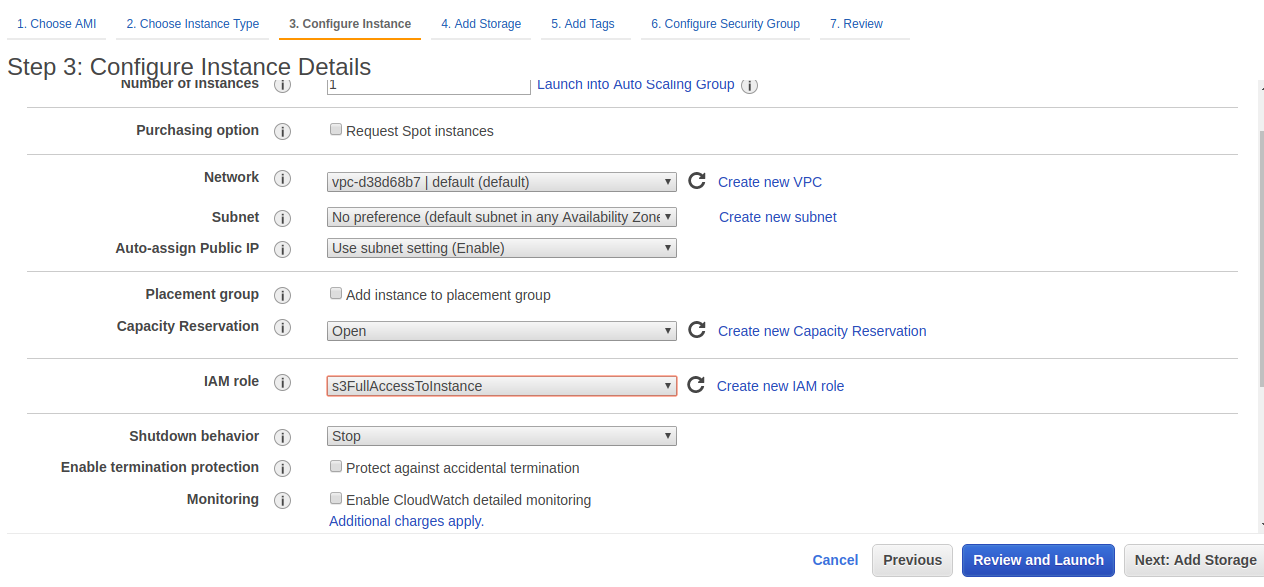 1. Choose AMI 2. Choose Instance Type 3. Configure Instance 4. Add Storage 5. Add Tags 6. Configure Security Group 7. Review
Step 3: Configure Instance Details
Number of instances 1 Launch into Auto Scaling Group
Purchasing option Request Spot instances
Network vpc-d38d68b7 | default (default) Create new VPC
Subnet No preference (default subnet in any Availability Zone Create new subnet
Auto-assign Public IP Use subnet setting (Enable)
Placement group Add instance to placement group
Capacity Reservation Open Create new Capacity Reservation
IAM role s3FullAccessToInstance Create new IAM role
Shutdown behavior Stop
Enable termination protection Protect against accidental termination
Monitoring Enable CloudWatch detailed monitoring
Additional charges apply.
Cancel Previous Review and Launch Next: Add Storage